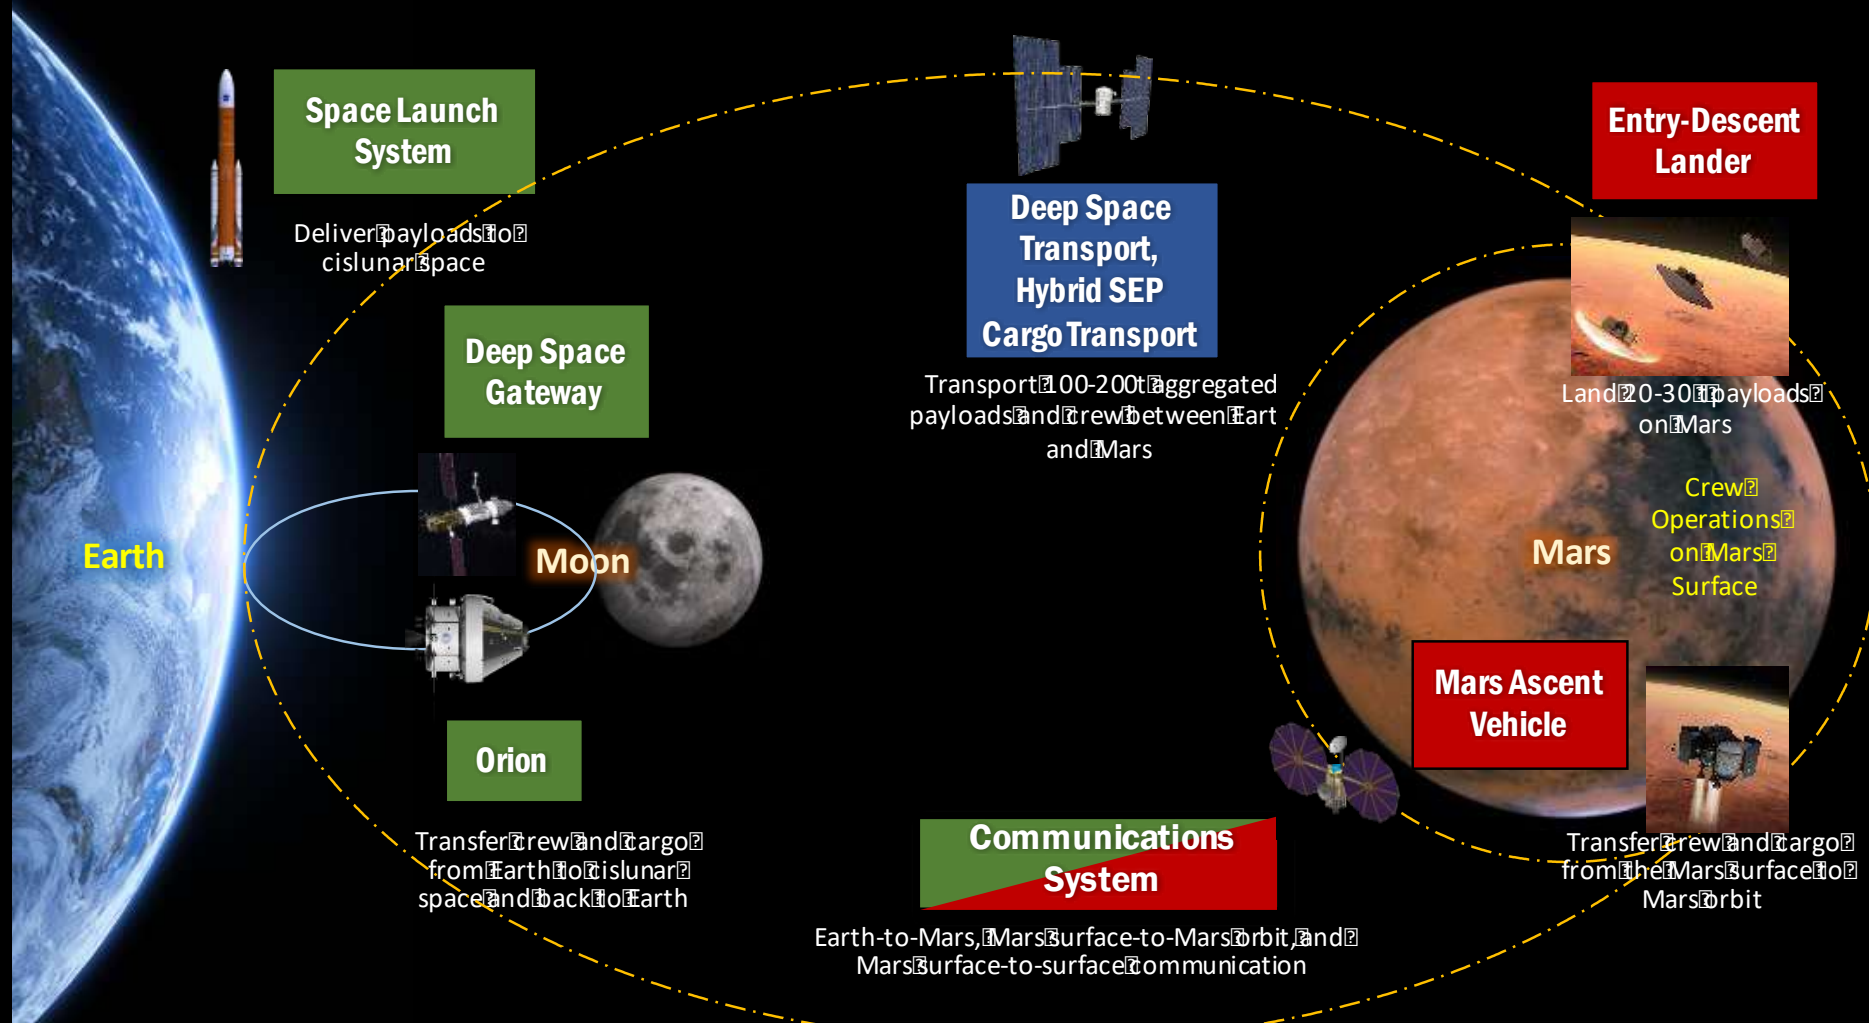 Space Launch
System
Deliver payloads to
cislunar space
Deep Space
Gateway
Earth
Moon
Orion
Transfer crew and cargo
from Earth to cislunar
space and back to Earth
Deep Space
Transport,
Hybrid SEP
Cargo Transport
Transport 100-200t aggregated
payloads and crew between Eart
and Mars
Communications
System
Earth-to-Mars, Mars surface-to-Mars orbit, and
Mars surface-to-surface communication
Entry-Descent
Lander
Land 20-30 t payloads
on Mars
Crew
Operations
on Mars
Surface
Mars
Mars Ascent
Vehicle
Transfer crew and cargo
from the Mars surface to
Mars orbit